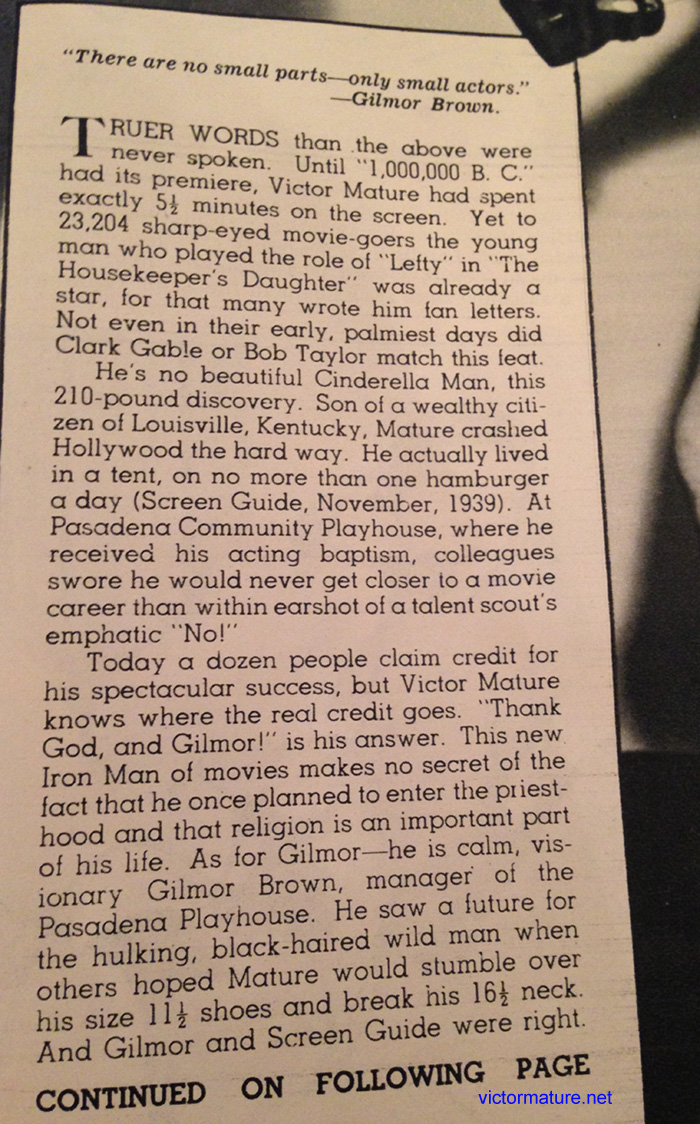 "There are no small parts—only small actors."
—Gilmor Brown.
TRUER WORDS than the above were
never spoken. Until "1,000,000 B. C."
had its premiere, Victor Mature had spent
exactly 5½ minutes on the screen. Yet to
23,204 sharp-eyed movie-goers the young
man who played the role of "Lefty" in "The
Housekeeper's Daughter" was already a
star, for that many wrote him fan letters.
Not even in their early, palmiest days did
Clark Gable or Bob Taylor match this feat.
He's no beautiful Cinderella Man, this
210-pound discovery. Son of a wealthy citi-
zen of Louisville, Kentucky, Mature crashed
Hollywood the hard way. He actually lived
in a tent, on no more than one hamburger
a day (Screen Guide, November, 1939). At
Pasadena Community Playhouse, where he
received his acting baptism, colleagues
swore he would never get closer to a movie
career than within earshot of a talent scout's
emphatic "No!"
Today a dozen people claim credit for
his spectacular success, but Victor Mature
knows where the real credit goes. "Thank
God, and Gilmor!" is his answer. This new
Iron Man of movies makes no secret of the
fact that he once planned to enter the priest-
hood and that religion is an important part
of his life. As for Gilmor—he is calm, vis-
ionary Gilmor Brown, manager of the
Pasadena Playhouse. He saw a future for
the hulking, black-haired wild man when
others hoped Mature would stumble over
his size 11½ shoes and break his 16½ neck.
And Gilmor and Screen Guide were right.
CONTINUED ON FOLLOWING PAGE
victormature.net